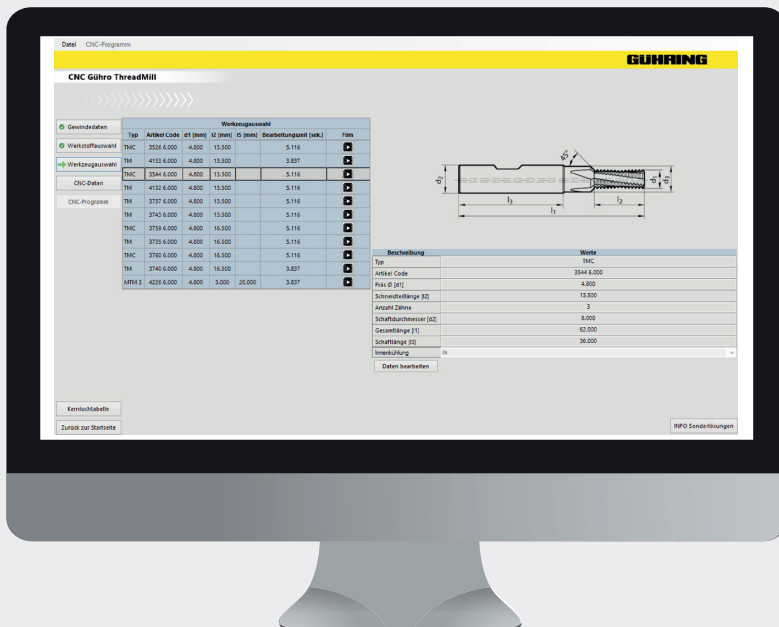 Datei CNC-Programm
GUHRING
CNC Gühro ThreadMill
Gewindedaten
Werkstoffauswahl
Werkzeugauswahl
CNC-Daten
CNC-Programm
Kernlochtabelle
Zurück zur Startseite
Werkzeugauswahl
Typ Artikel Code d1 [mm] l2 [mm] l5 [mm] Bearbeitungszeit [sek.] Film
TMC 3526 6.000 4.800 13.500 5.116
TM 4133 6.000 4.800 13.500 3.837
TMC 3544 6.000 4.800 13.500 5.116
TM 4132 6.000 4.800 13.500 5.116
TM 3737 6.000 4.800 13.500 5.116
TM 3743 6.000 4.800 13.500 5.116
TMC 3759 6.000 4.800 16.500 5.116
TM 3735 6.000 4.800 16.500 5.116
TMC 3760 6.000 4.800 16.500 5.116
TM 3740 6.000 4.800 16.500 3.837
MTM 3 4226 6.000 4.800 3.000 20.000 3.837
45°
d2
d1
d3
l3
l2
l1
Beschreibung Werte
Typ TMC
Artikel Code 3544 6.000
Fräs Ø [d1] 4.800
Schneidteillänge [l2] 13.500
Anzahl Zähne 3
Schaftdurchmesser [d2] 8.000
Gesamtlänge [l1] 62.000
Schaftlänge [l3] 36.000
Innenkühlung
Daten bearbeiten
INFO Sonderlösungen